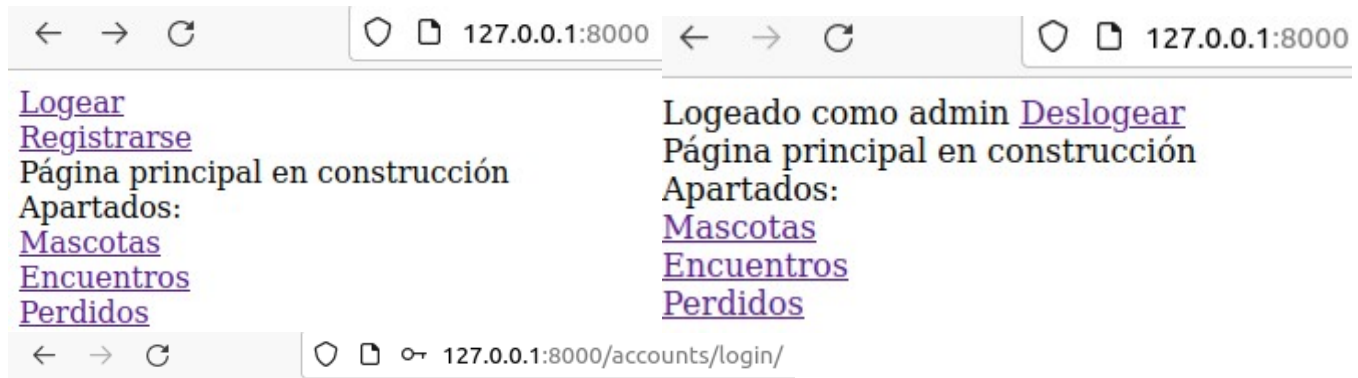 127.0.0.1:8000
Logear
Registrarse
Página principal en construcción
Apartados:
Mascotas
Encuentros
Perdidos
127.0.0.1:8000
Logeado como admin Deslogear
Página principal en construcción
Apartados:
Mascotas
Encuentros
Perdidos
127.0.0.1:8000/accounts/login/